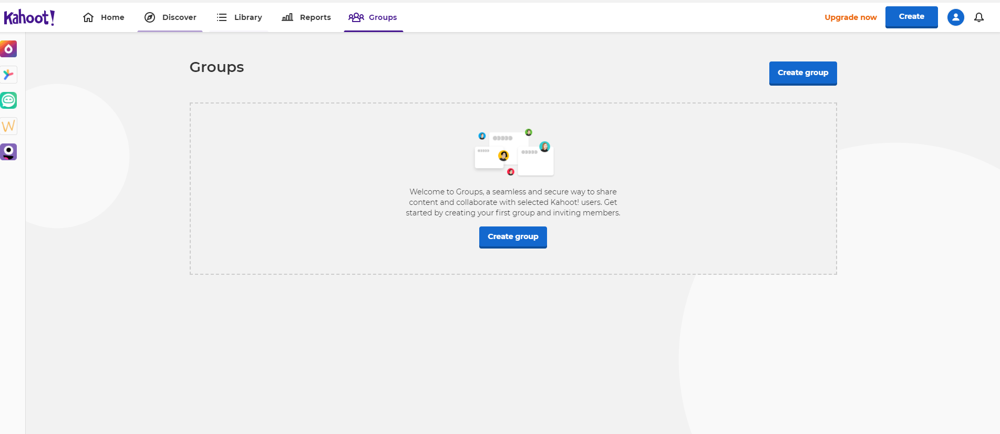 Kahoot!
Home
Discover
Library
Reports
Groups
Upgrade now
Create
Groups
Create group
Welcome to Groups, a seamless and secure way to share
content and collaborate with selected Kahoot! users. Get
started by creating your first group and inviting members.
Create group
W